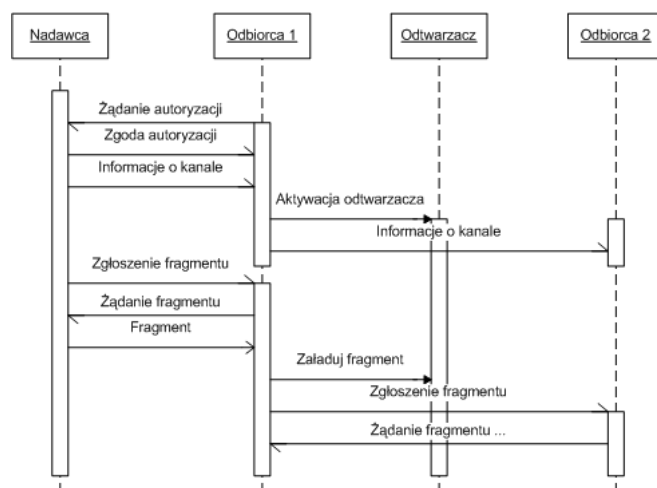 Nadawca
Odbiorca 1
Odtwarzacz
Odbiorca 2
Żądanie autoryzacji
Zgoda autoryzacji
Informacje o kanale
Aktywacja odtwarzacza
Informacje o kanale
Zgłoszenie fragmentu
Żądanie fragmentu
Fragment
Załaduj fragment
Zgłoszenie fragmentu
Żądanie fragmentu ...